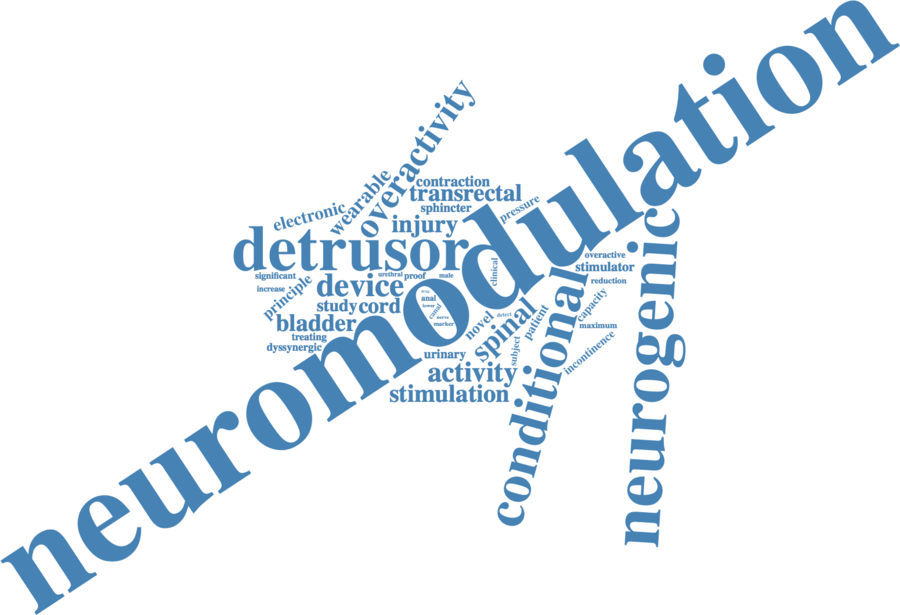 neuromodulation
overactivity
wearable
contraction
transrectal
electronic
sphincter
pressure
injury
detrusor
neurogenic
overactive
clinical
stimulator
significant
urethral
proof
male
reduction
device
increase
principle
anal
lower
canal
nerve
marker
conditional
capacity
study
cord
novel
detect
spinal
patient
maximum
bladder
treating
dyssynergic
urinary
subject
incontinence
activity
stimulation